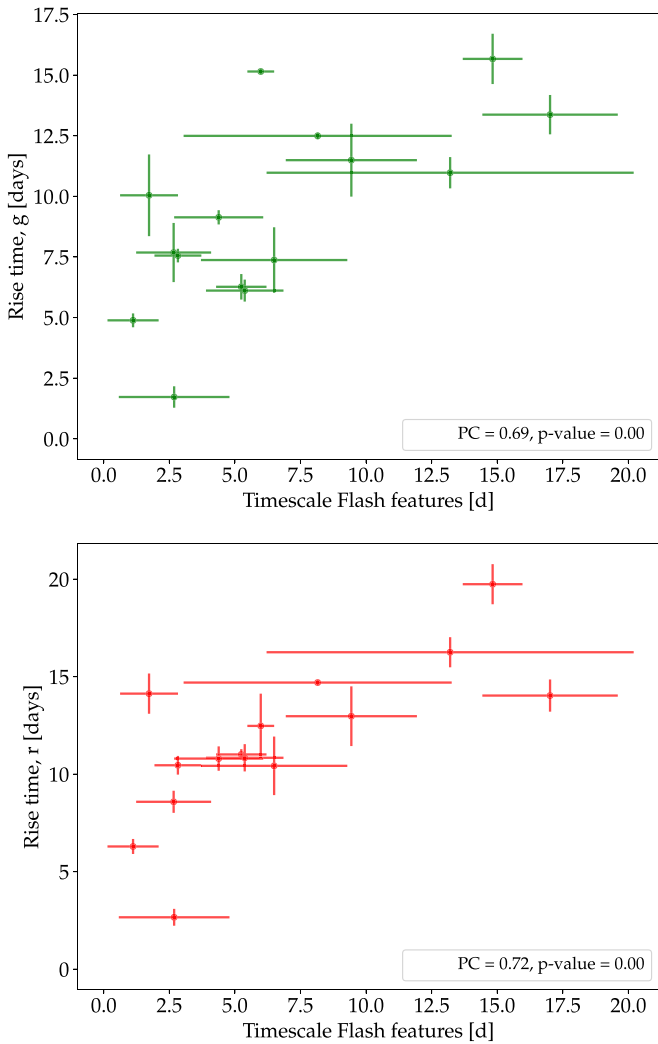 17.5
15.0
12.5
10.0
7.5
5.0
2.5
0.0
Rise time, g [days]
PC = 0.69, p-value = 0.00
0.0 2.5 5.0 7.5 10.0 12.5 15.0 17.5 20.0
Timescale Flash features [d]
20
15
10
5
0
Rise time, r [days]
PC = 0.72, p-value = 0.00
0.0 2.5 5.0 7.5 10.0 12.5 15.0 17.5 20.0
Timescale Flash features [d]